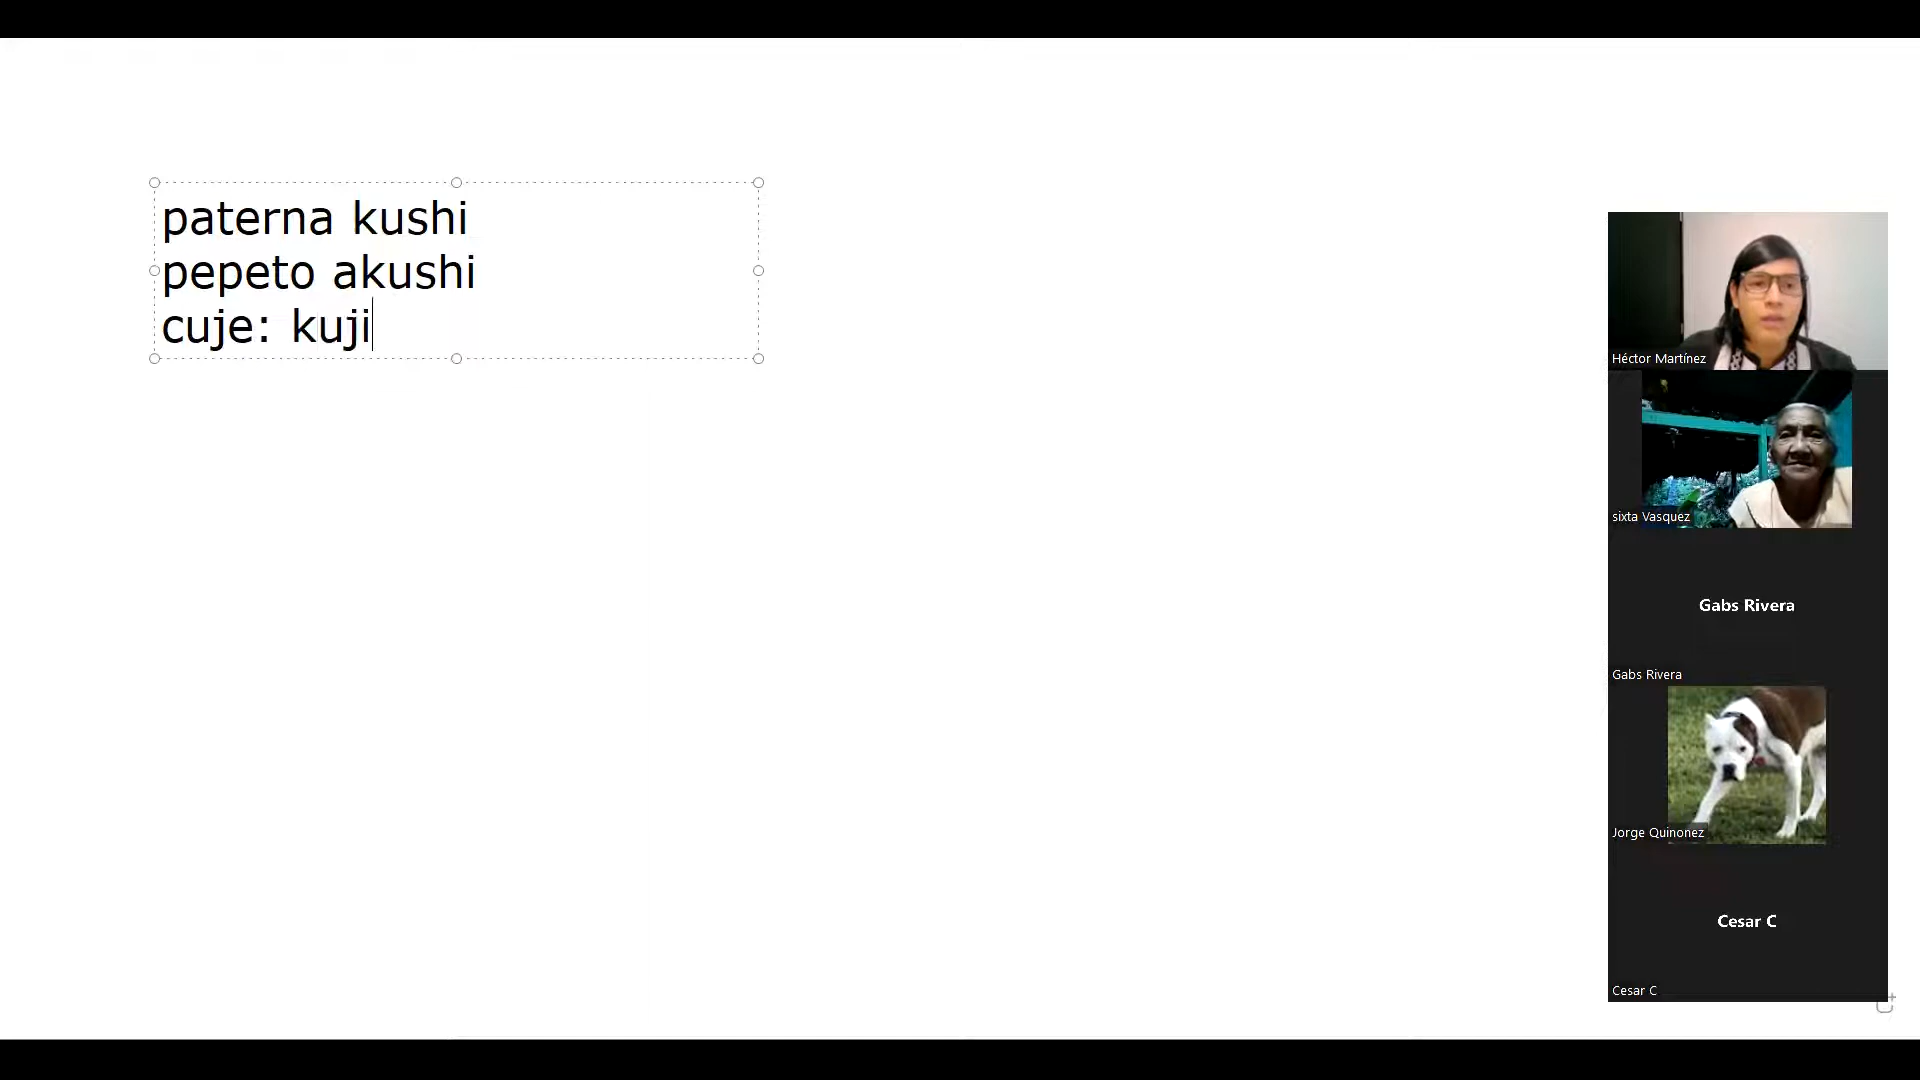 paterna kushi
pepeto akushi
cuje: kuji
Héctor Martínez
sixta Vasquez
Gabs Rivera
Gabs Rivera
Jorge Quinonez
Cesar C
Cesar C